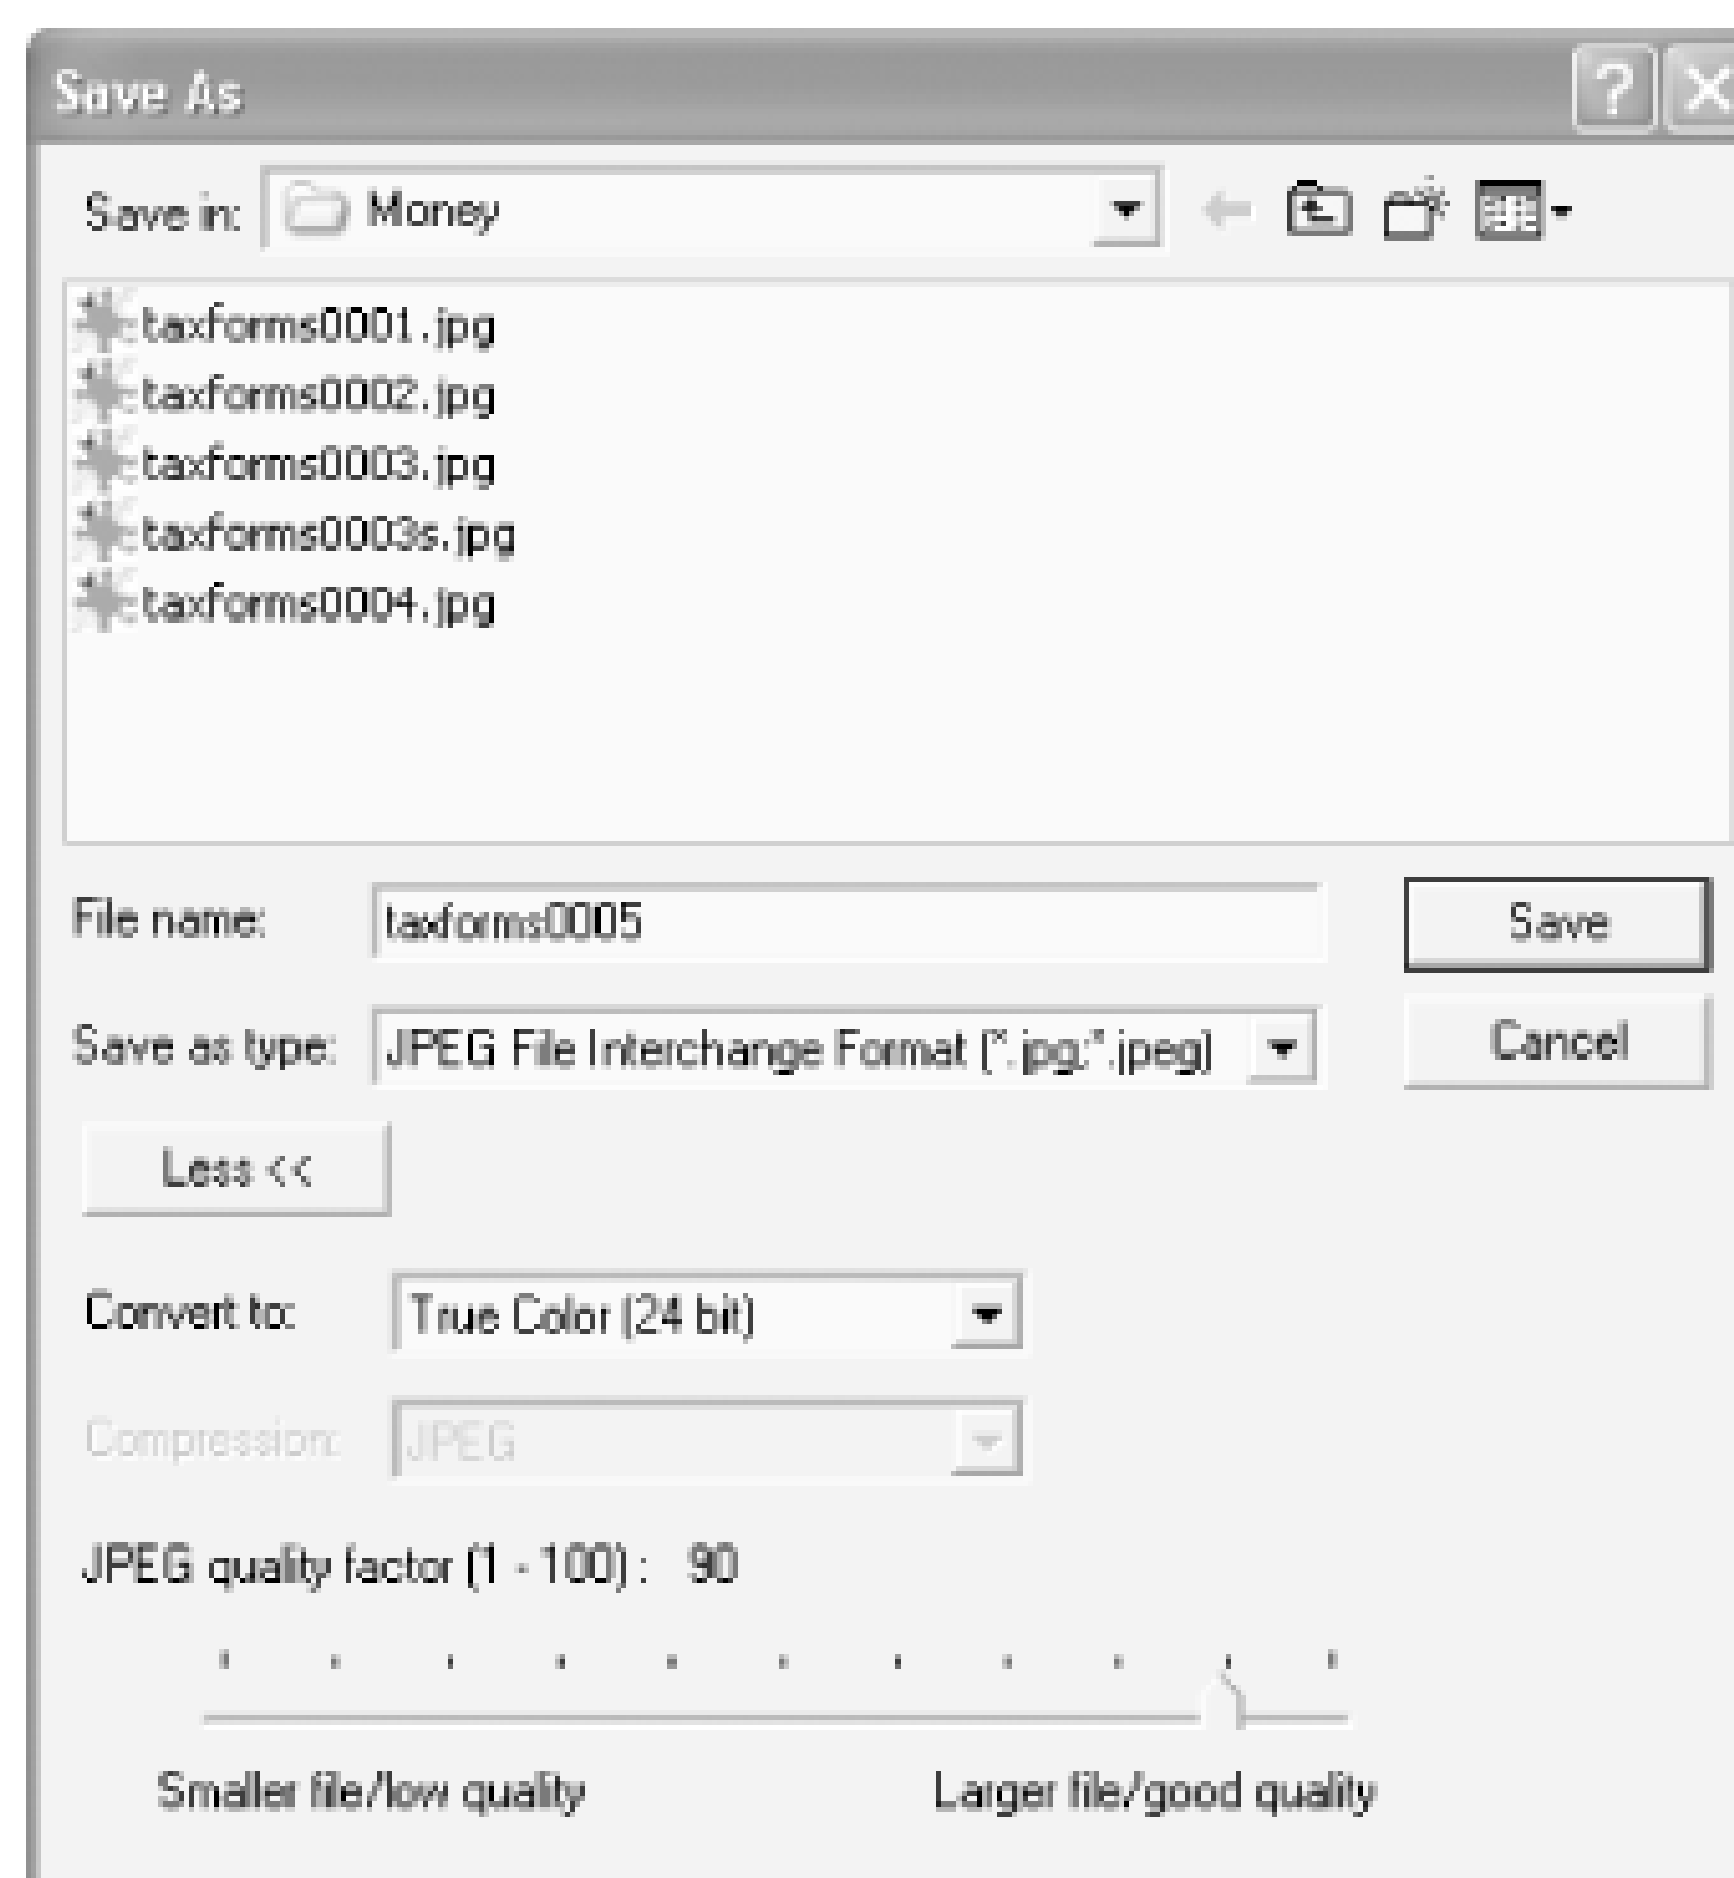 Save As
Save in: Money
taxforms0001.jpg
taxforms0002.jpg
taxforms0003.jpg
taxforms0003s.jpg
taxforms0004.jpg
File name: taxforms0005 Save
Save as type: JPEG File Interchange Format (*.jpg;*.jpeg) Cancel
Less <<
Convert to: True Color (24 bit)
Compression: JPEG
JPEG quality factor (1 - 100) : 90
Smaller file/low quality Larger file/good quality